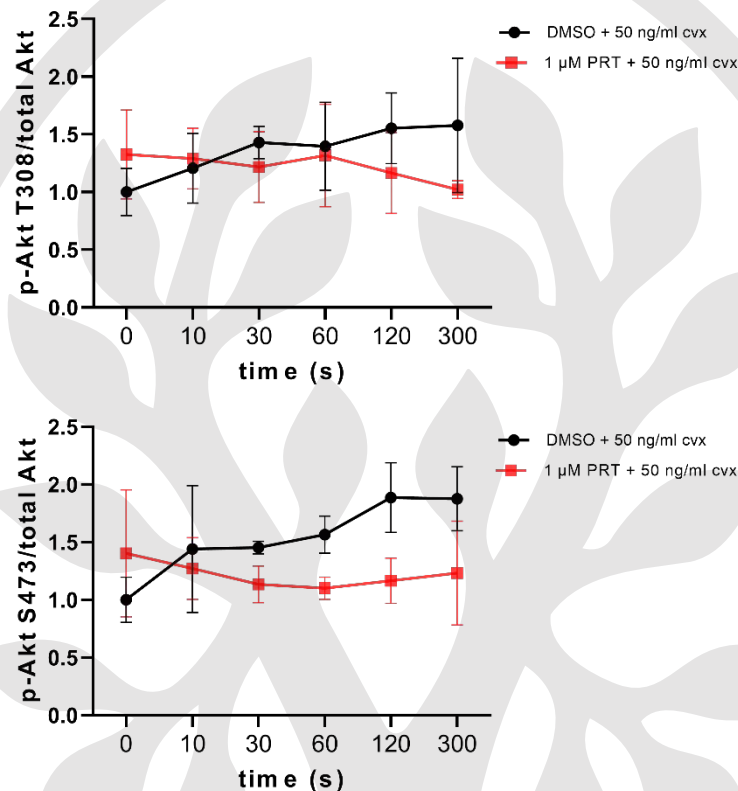 p-Akt T308/total Akt
2.5
2.0
1.5
1.0
0.5
0.0
0 10 30 60 120 300
time (s)
DMSO + 50 ng/ml cvx
1 µM PRT + 50 ng/ml cvx
p-Akt S473/total Akt
2.5
2.0
1.5
1.0
0.5
0.0
0 10 30 60 120 300
time (s)
DMSO + 50 ng/ml cvx
1 µM PRT + 50 ng/ml cvx